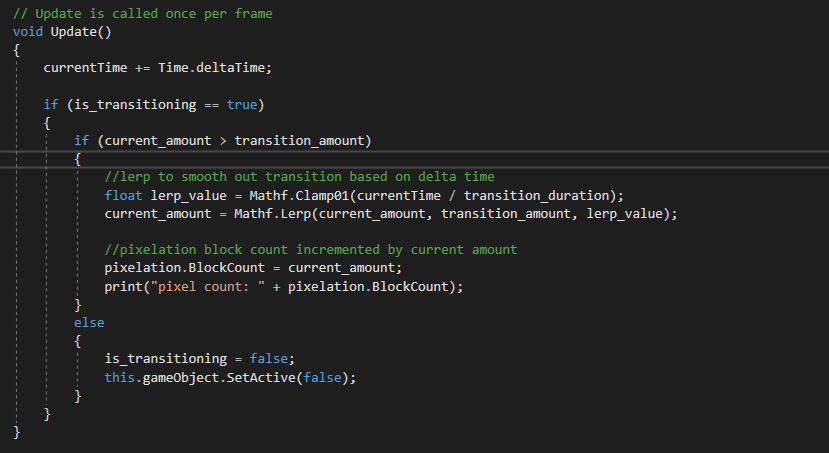 // Update is called once per frame
void Update()
{
currentTime += Time.deltaTime;
if (is_transitioning == true)
{
if (current_amount > transition_amount)
{
//lerp to smooth out transition based on delta time
float lerp_value = Mathf.Clamp01(currentTime / transition_duration);
current_amount = Mathf.Lerp(current_amount, transition_amount, lerp_value);
//pixelation block count incremented by current amount
pixelation.BlockCount = current_amount;
print("pixel count: " + pixelation.BlockCount);
}
else
{
is_transitioning = false;
this.gameObject.SetActive(false);
}
}
}